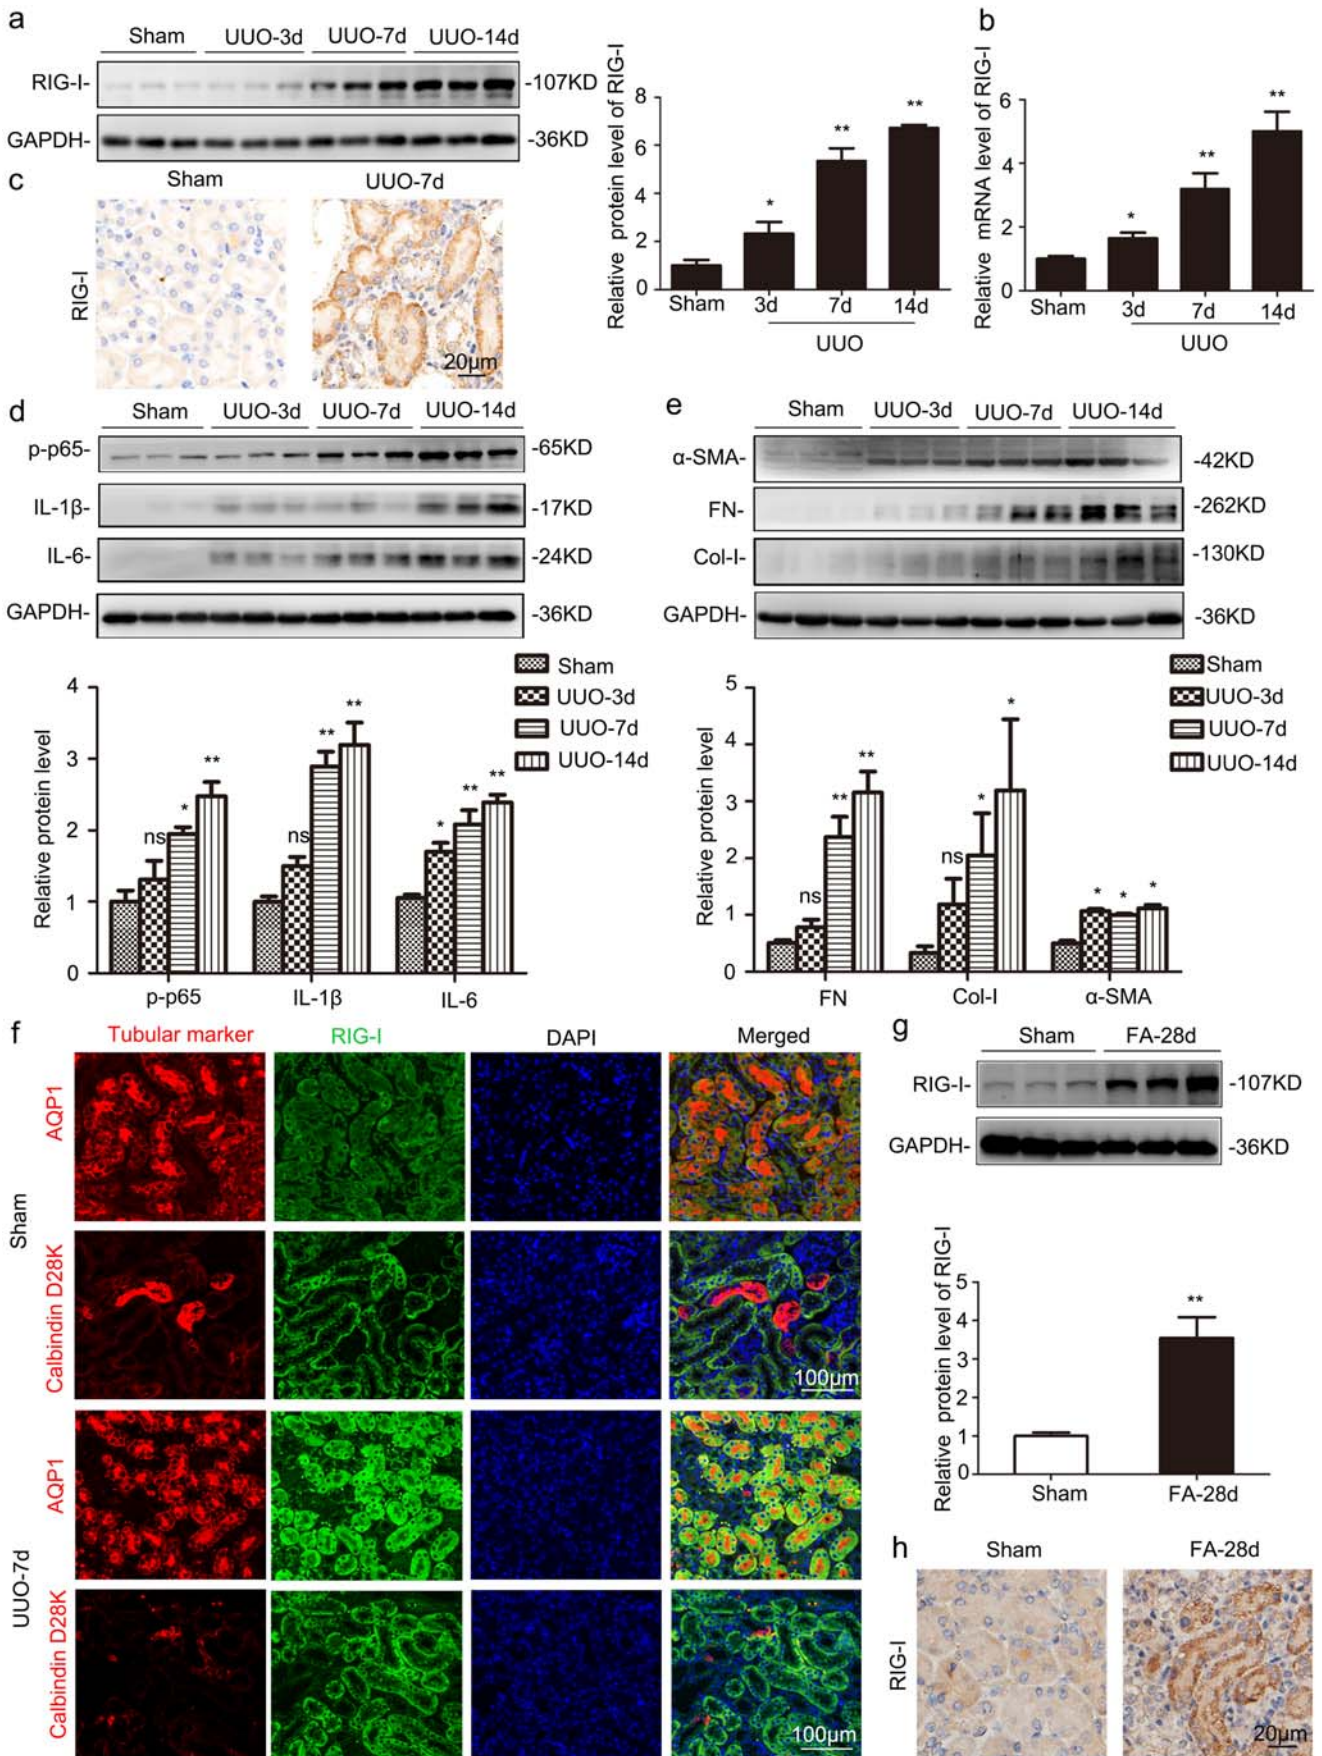 a
Sham UUO-3d UUO-7d UUO-14d
RIG-I- -107KD
GAPDH- -36KD
Relative protein level of RIG-I
8
6
4
2
0
* ** **
Sham 3d 7d 14d
UUO
b
Relative mRNA level of RIG-I
6
4
2
0
* ** **
Sham 3d 7d 14d
UUO
c
Sham UUO-7d
RIG-I
20μm
d
Sham UUO-3d UUO-7d UUO-14d
p-p65- -65KD
IL-1β- -17KD
IL-6- -24KD
GAPDH- -36KD
Sham
UUO-3d
UUO-7d
UUO-14d
Relative protein level
4
3
2
1
0
ns * ** ns ** ** * ** **
p-p65 IL-1β IL-6
e
Sham UUO-3d UUO-7d UUO-14d
α-SMA- -42KD
FN- -262KD
Col-I- -130KD
GAPDH- -36KD
Sham
UUO-3d
UUO-7d
UUO-14d
Relative protein level
5
4
3
2
1
0
ns ** ** ns * * * * *
FN Col-I α-SMA
f
Tubular marker RIG-I DAPI Merged
Sham
AQP1
Calbindin D28K
100μm
UUO-7d
AQP1
Calbindin D28K
100μm
g
Sham FA-28d
RIG-I- -107KD
GAPDH- -36KD
Relative protein level of RIG-I
5
4
3
2
1
0
**
Sham FA-28d
h
Sham FA-28d
RIG-I
20μm